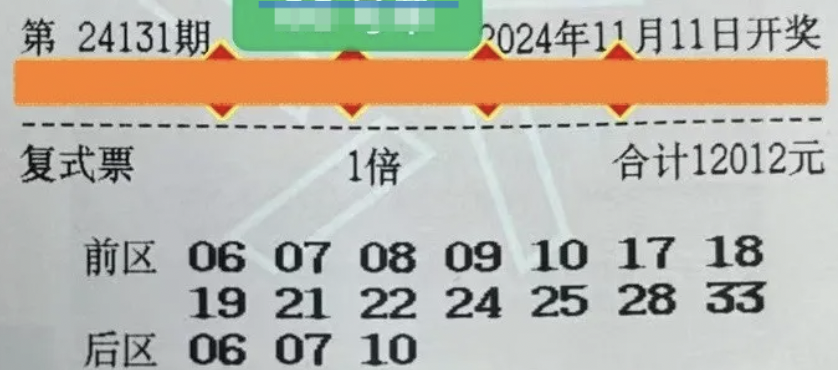 第 24131期 2024年11月11日开奖
复式票 1倍 合计12012元
前区 06 07 08 09 10 17 18
19 21 22 24 25 28 33
后区 06 07 10